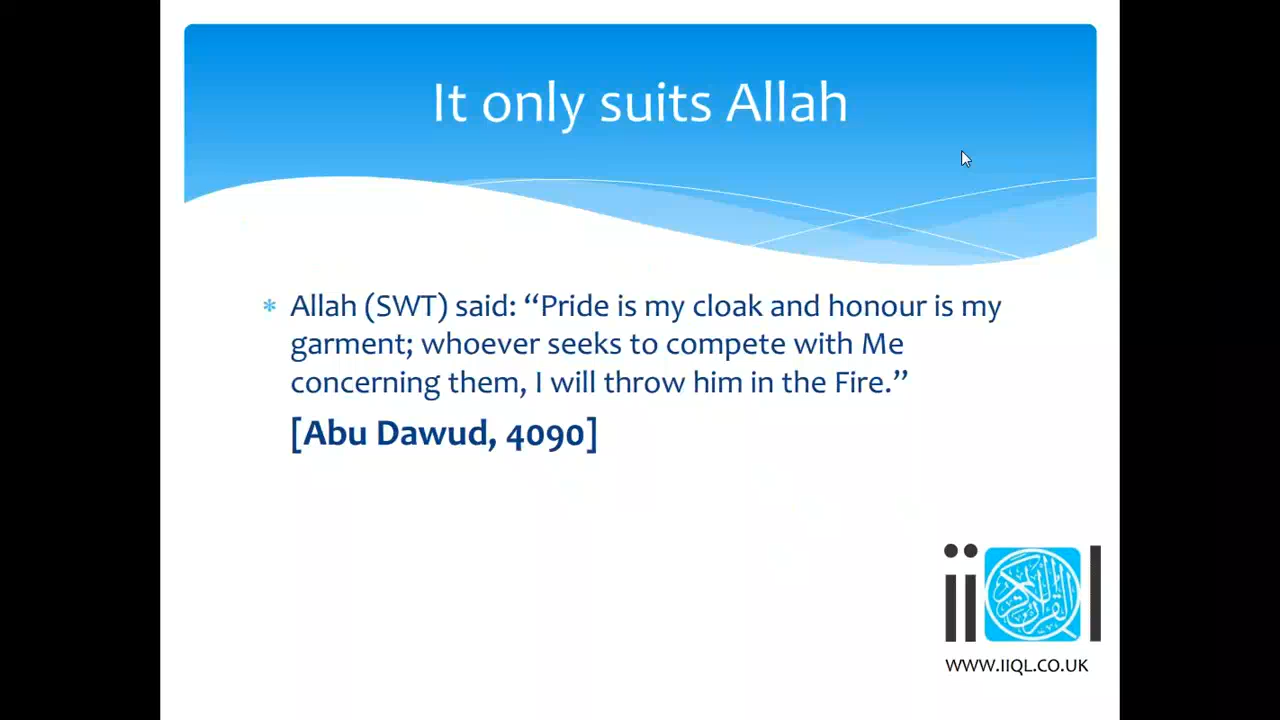 It only suits Allah
* Allah (SWT) said: “Pride is my cloak and honour is my
garment; whoever seeks to compete with Me
concerning them, I will throw him in the Fire.”
[Abu Dawud, 4090]
القرآن الكريم
iiql
WWW.IIQL.CO.UK